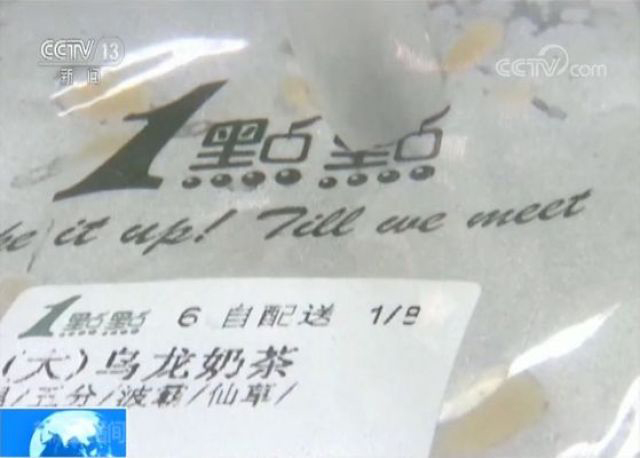 CCTV 13
新闻
CCTV com
1點點
ke it up! Till we meet
1點點 6 自配送 1/9
(大)乌龙奶茶
/三分/波霸/仙草/